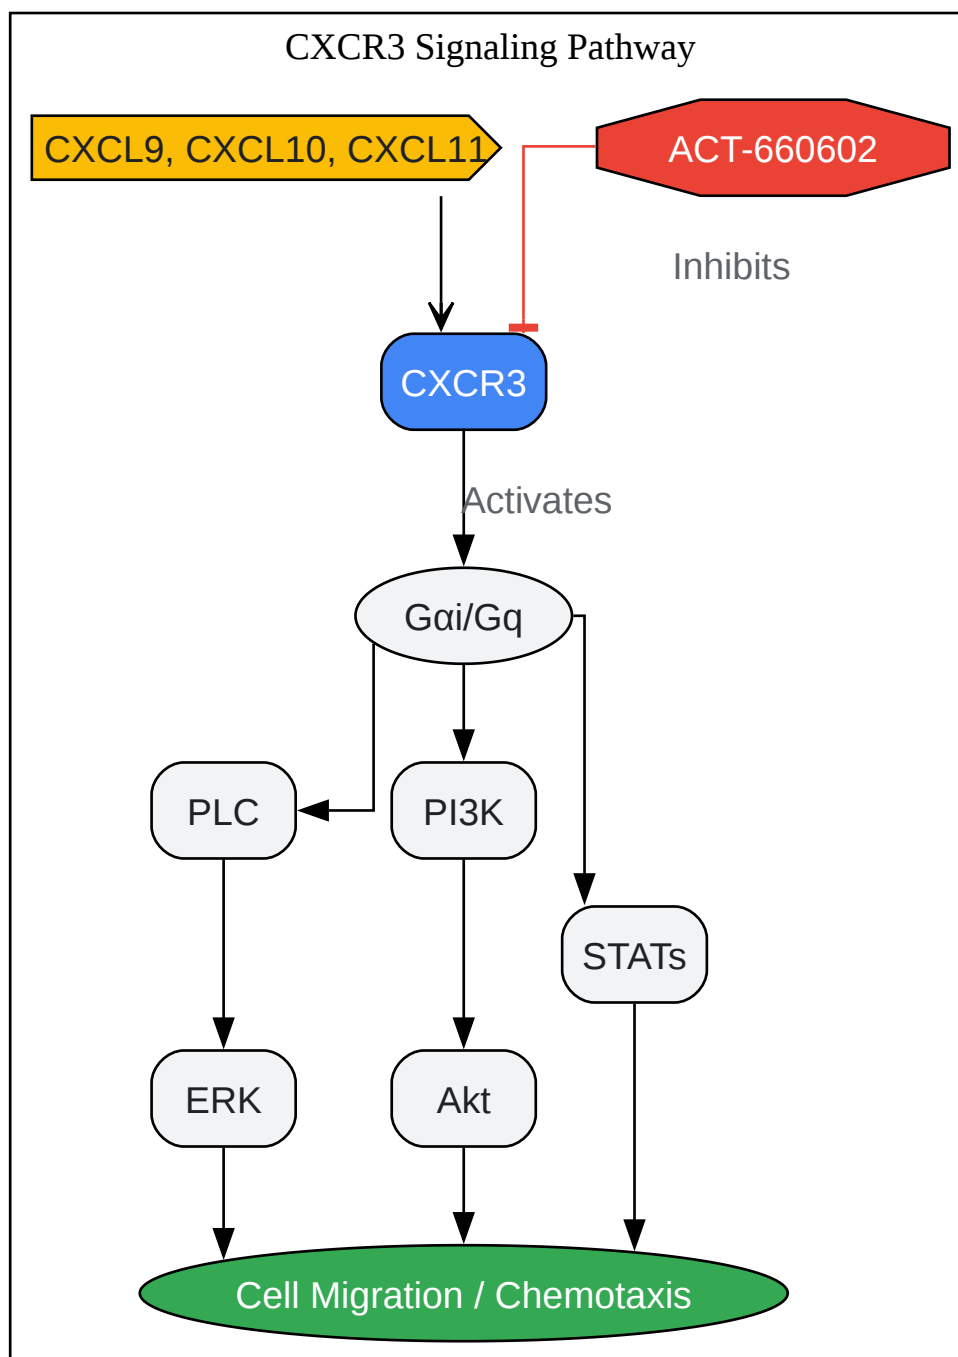 CXCR3 Signaling Pathway
CXCL9, CXCL10, CXCL11
ACT-660602
Inhibits
CXCR3
Activates
Gαi/Gq
PLC
PI3K
STATs
ERK
Akt
Cell Migration / Chemotaxis